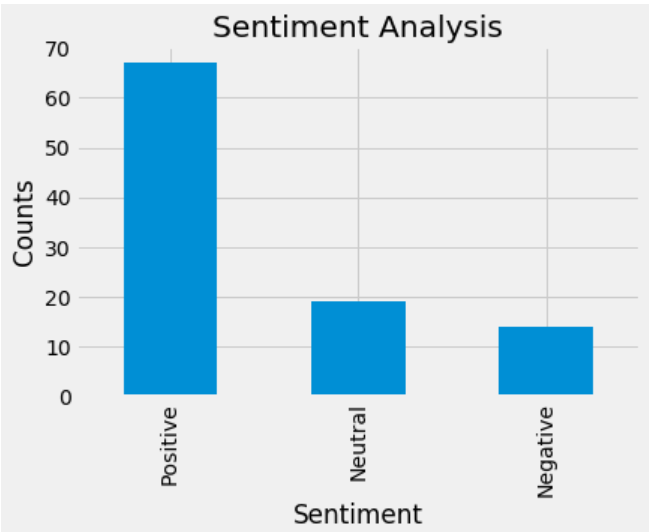 Sentiment Analysis
70
60
50
40
30
20
10
0
Counts
Positive
Neutral
Negative
Sentiment